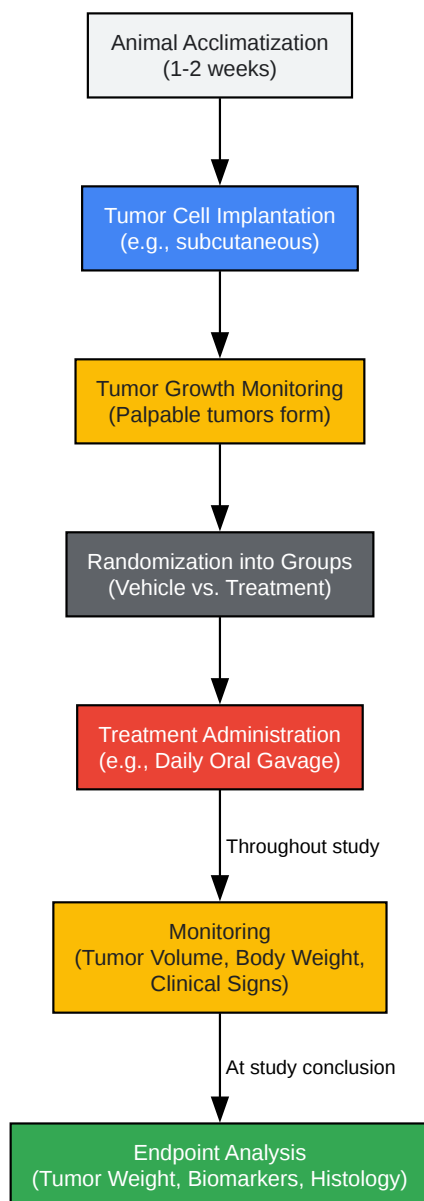 Animal Acclimatization
(1-2 weeks)
Tumor Cell Implantation
(e.g., subcutaneous)
Tumor Growth Monitoring
(Palpable tumors form)
Randomization into Groups
(Vehicle vs. Treatment)
Treatment Administration
(e.g., Daily Oral Gavage)
Throughout study
Monitoring
(Tumor Volume, Body Weight,
Clinical Signs)
At study conclusion
Endpoint Analysis
(Tumor Weight, Biomarkers, Histology)